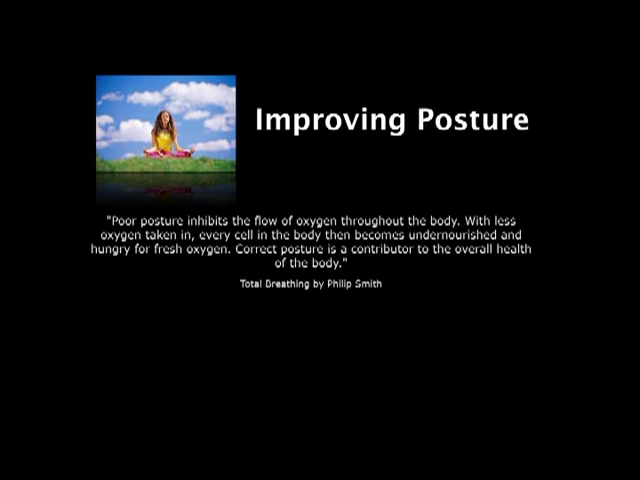 Improving Posture
"Poor posture inhibits the flow of oxygen throughout the body. With less
oxygen taken in, every cell in the body then becomes undernourished and
hungry for fresh oxygen. Correct posture is a contributor to the overall health
of the body."
Total Breathing by Philip Smith